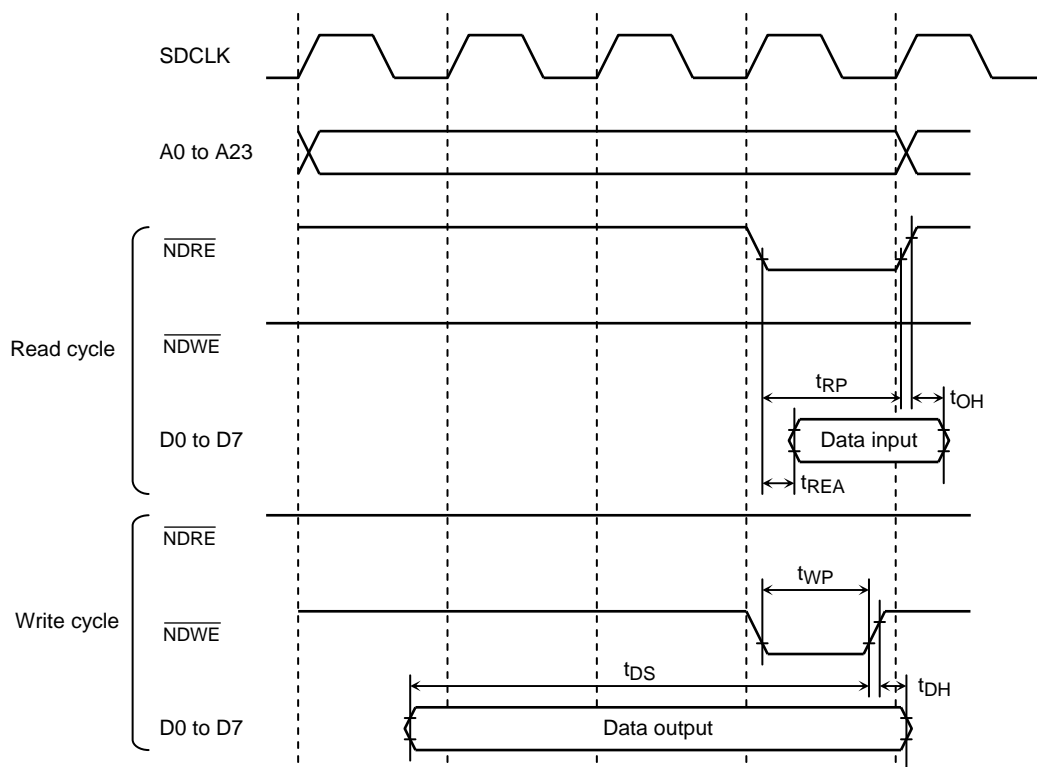 SDCLK
A0 to A23
NDRE
NDWE
Read cycle
tRP
tOH
D0 to D7
Data input
tREA
NDRE
tWP
Write cycle
NDWE
tDS
tDH
D0 to D7
Data output